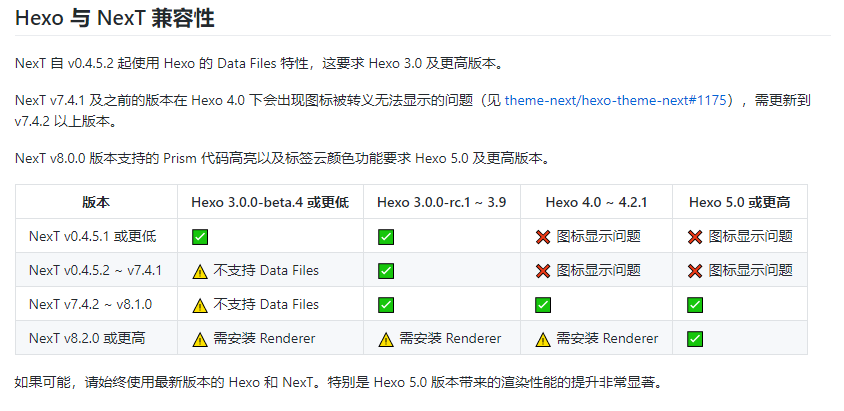 Hexo 与 NexT 兼容性
NexT 自 v0.4.5.2 起使用 Hexo 的 Data Files 特性，这要求 Hexo 3.0 及更高版本。
NexT v7.4.1 及之前的版本在 Hexo 4.0 下会出现图标被转义无法显示的问题（见 theme-next/hexo-theme-next#1175），需更新到
v7.4.2 以上版本。
NexT v8.0.0 版本支持的 Prism 代码高亮以及标签云颜色功能要求 Hexo 5.0 及更高版本。
版本 Hexo 3.0.0-beta.4 或更低 Hexo 3.0.0-rc.1 ~ 3.9 Hexo 4.0 ~ 4.2.1 Hexo 5.0 或更高
NexT v0.4.5.1 或更低 ✅ ✅ ❌ 图标显示问题 ❌ 图标显示问题
NexT v0.4.5.2 ~ v7.4.1 ⚠️ 不支持 Data Files ✅ ❌ 图标显示问题 ❌ 图标显示问题
NexT v7.4.2 ~ v8.1.0 ⚠️ 不支持 Data Files ✅ ✅ ✅
NexT v8.2.0 或更高 ⚠️ 需安装 Renderer ⚠️ 需安装 Renderer ⚠️ 需安装 Renderer ✅
如果可能，请始终使用最新版本的 Hexo 和 NexT。特别是 Hexo 5.0 版本带来的渲染性能的提升非常显著。